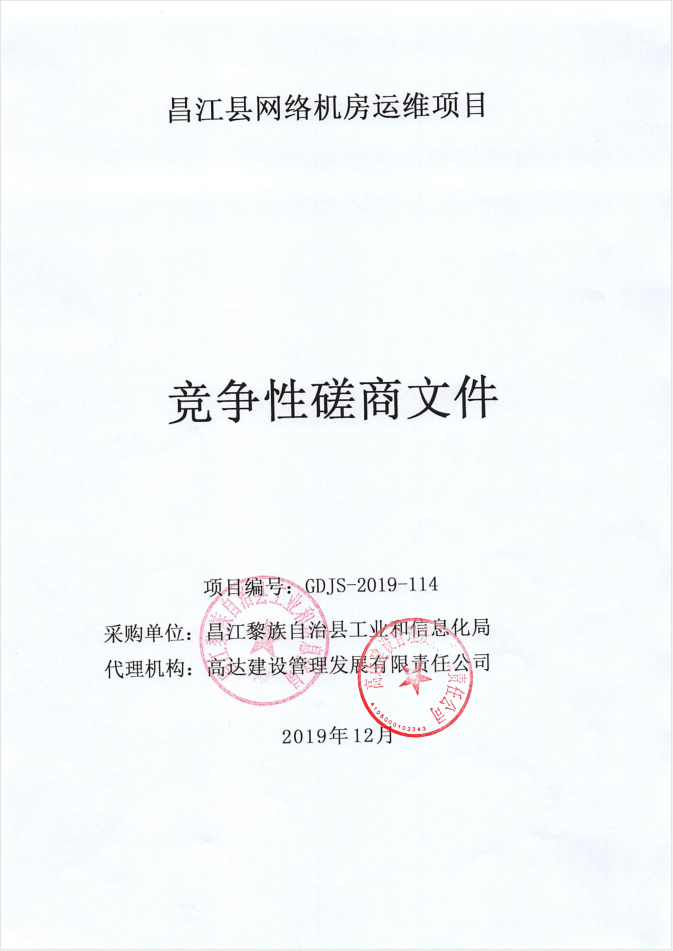 昌江县网络机房运维项目
竞争性磋商文件
项目编号：GDJS-2019-114
采购单位：昌江黎族自治县工业和信息化局
代理机构：高达建设管理发展有限责任公司
2019年12月
4105000102343